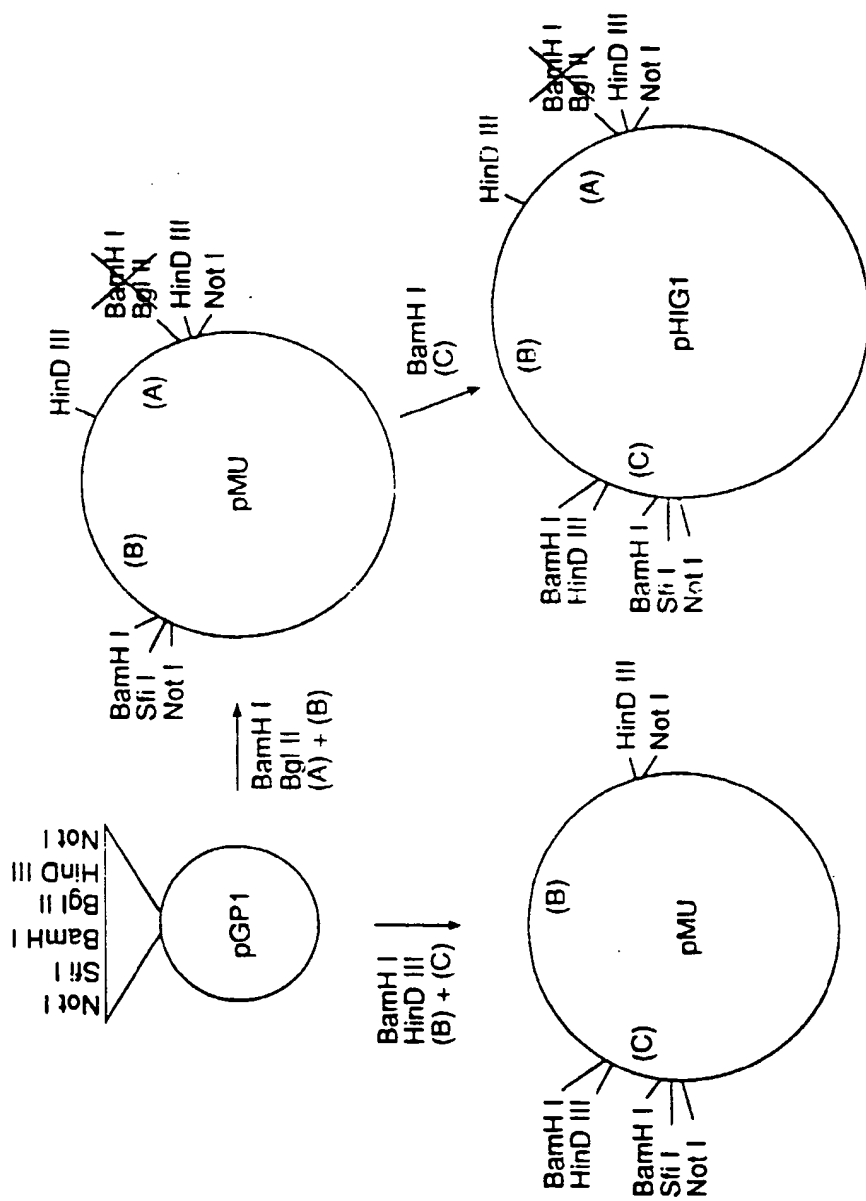 Not I
Sfi I
BamH I
Bgl II
HinD III
Not I
pGP1
BamH I
Bgl II
(A) + (B)
BamH I
Sfi I
Not I
(B)
HinD III
(A)
BamH I
Bgl II
HinD III
Not I
pMU
BamH I
HinD III
(B) + (C)
BamH I
(C)
BamH I
HinD III
(C)
BamH I
Sfi I
Not I
(B)
HinD III
Not I
pMU
BamH I
HinD III
(C)
BamH I
Sfi I
Not I
(B)
HinD III
(A)
BamH I
Bgl II
HinD III
Not I
pHIG1